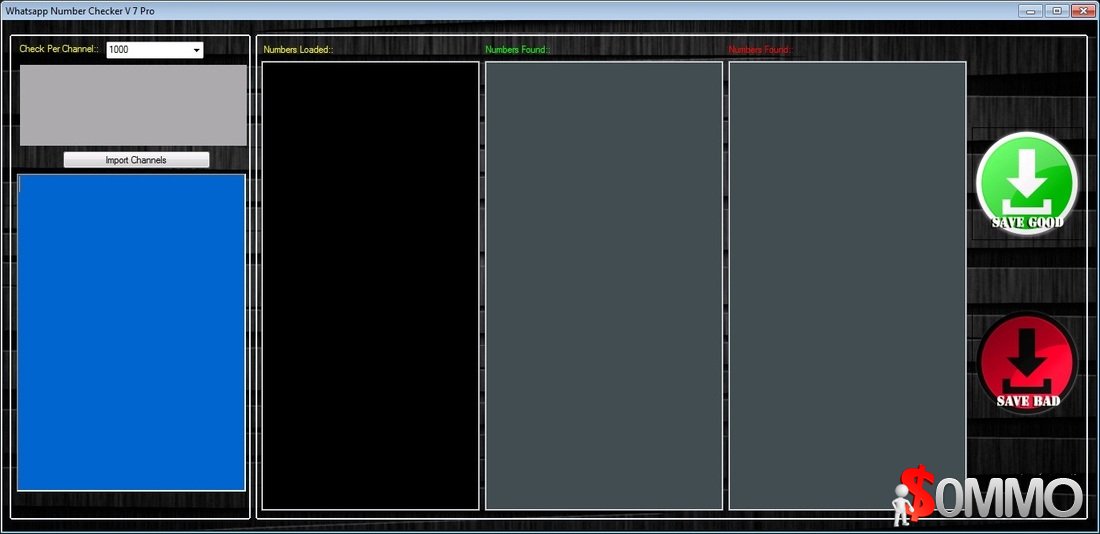 Whatsapp Number Checker V 7 Pro
Check Per Channel::
1000
Import Channels
Numbers Loaded::
Numbers Found::
Numbers Found::
SAVE GOOD
SAVE BAD
$OMMO